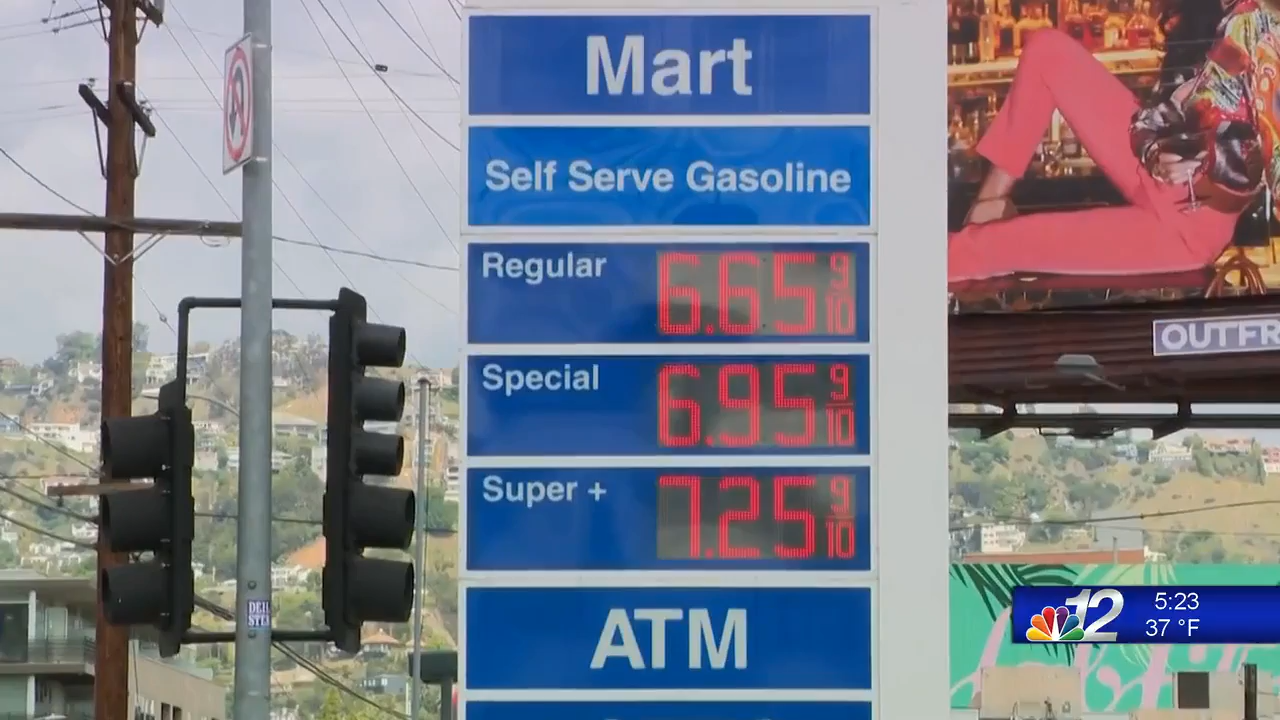 Mart
Self Serve Gasoline
Regular 6.65 9/10
Special 6.95 9/10
Super + 7.25 9/10
ATM
OUTFR
12
5:23
37 °F